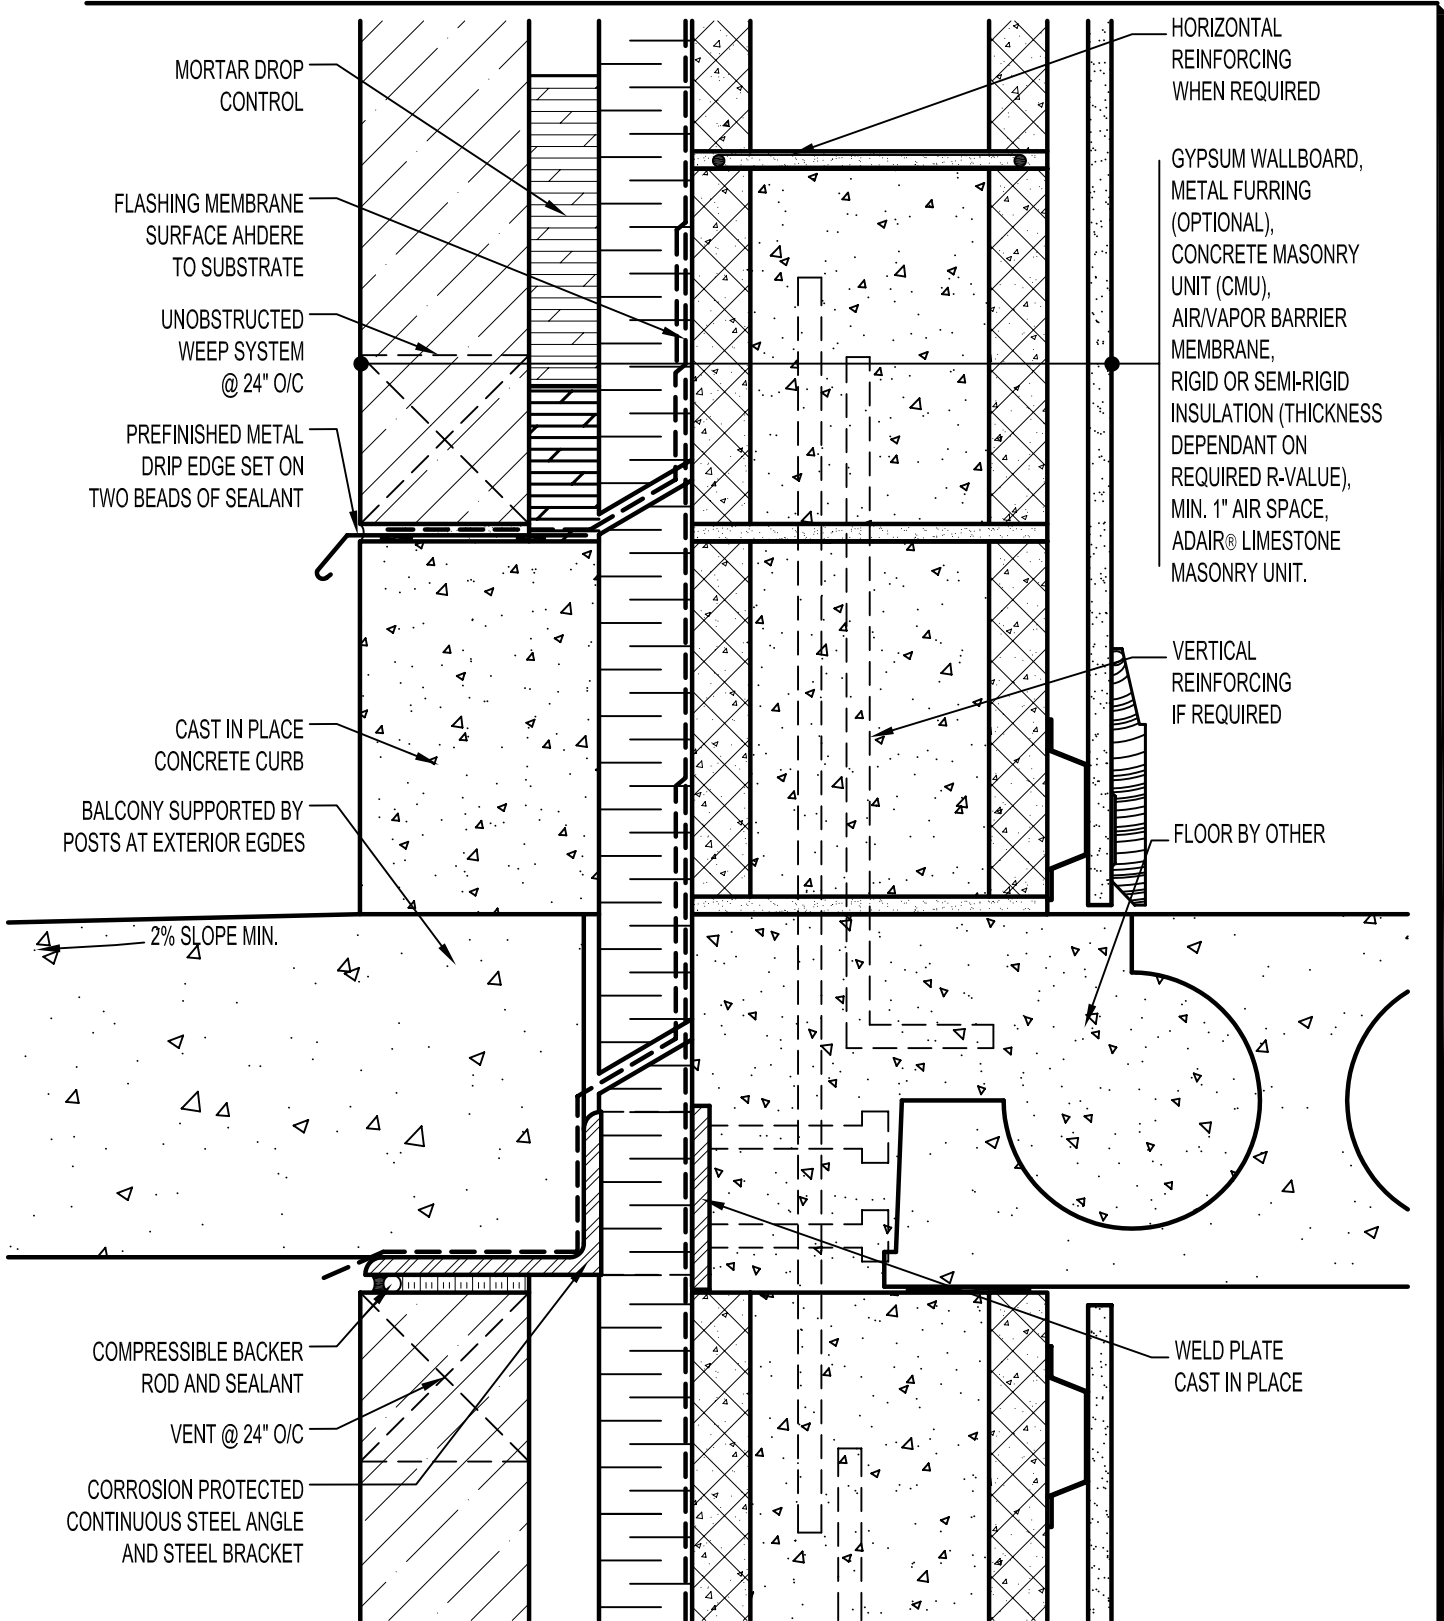 MORTAR DROP
CONTROL
FLASHING MEMBRANE
SURFACE AHDERE
TO SUBSTRATE
UNOBSTRUCTED
WEEP SYSTEM
@ 24" O/C
PREFINISHED METAL
DRIP EDGE SET ON
TWO BEADS OF SEALANT
CAST IN PLACE
CONCRETE CURB
BALCONY SUPPORTED BY
POSTS AT EXTERIOR EGDES
2% SLOPE MIN.
COMPRESSIBLE BACKER
ROD AND SEALANT
VENT @ 24" O/C
CORROSION PROTECTED
CONTINUOUS STEEL ANGLE
AND STEEL BRACKET
HORIZONTAL
REINFORCING
WHEN REQUIRED
GYPSUM WALLBOARD,
METAL FURRING
(OPTIONAL),
CONCRETE MASONRY
UNIT (CMU),
AIR/VAPOR BARRIER
MEMBRANE,
RIGID OR SEMI-RIGID
INSULATION (THICKNESS
DEPENDANT ON
REQUIRED R-VALUE),
MIN. 1" AIR SPACE,
ADAIR® LIMESTONE
MASONRY UNIT.
VERTICAL
REINFORCING
IF REQUIRED
FLOOR BY OTHER
WELD PLATE
CAST IN PLACE